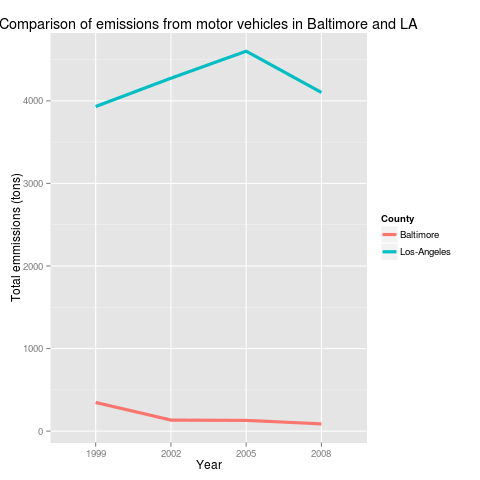 Comparison of emissions from motor vehicles in Baltimore and LA
4000
3000
2000
1000
0
Total emmissions (tons)
1999 2002 2005 2008
Year
County
Baltimore
Los-Angeles